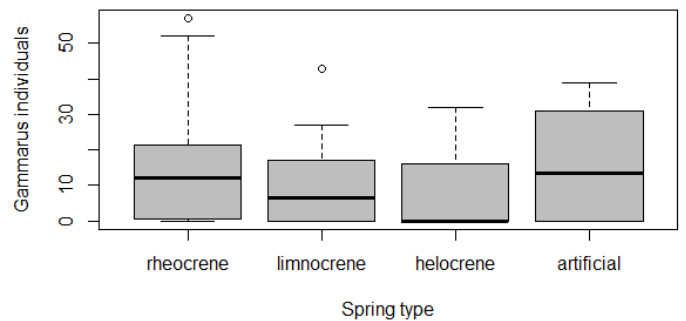 Gammarus individuals
50
30
10
0
rheocrene limnocrene helocrene artificial
Spring type